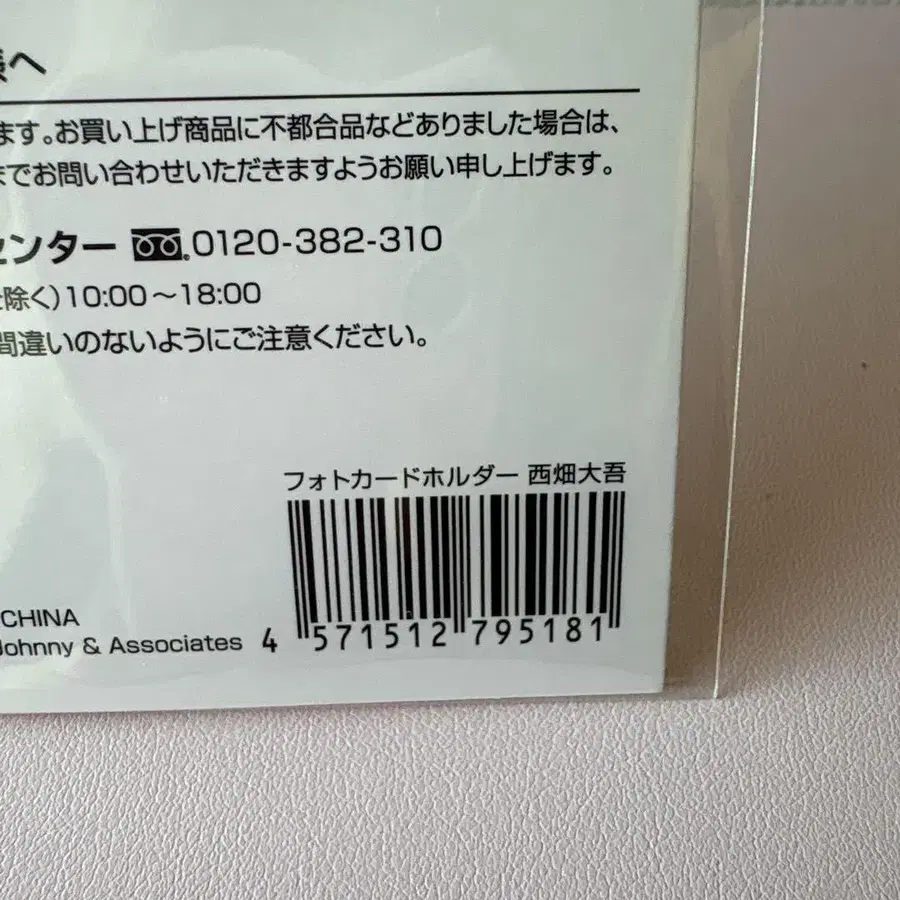 様へ
ます。お買い上げ商品に不都合品などありました場合は、
までお問い合わせいただきますようお願い申し上げます。
センター 0120-382-310
を除く)10:00〜18:00
間違いのないようにご注意ください。
フォトカードホルダー 西畑大吾
CHINA
Johnny & Associates
4 571512 795181